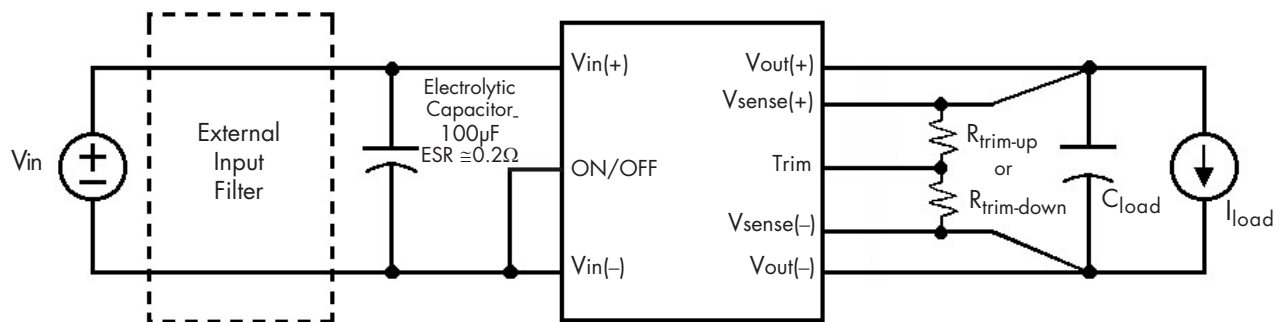 Vin
External
Input
Filter
Electrolytic
Capacitor
100µF
ESR ≅0.2Ω
Vin(+)
ON/OFF
Vin(–)
Vout(+)
Vsense(+)
Trim
Vsense(–)
Vout(–)
Rtrim-up
or
Rtrim-down
Cload
Iload